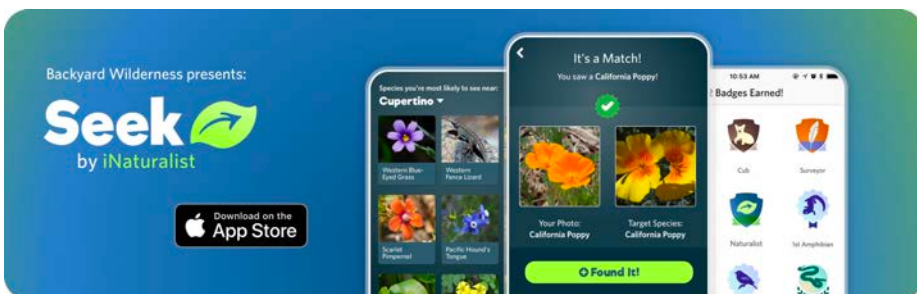 Backyard Wilderness presents:
Seek
by iNaturalist
Download on the
App Store
Species you're most likely to see near:
Cupertino
Western Blue-
Eyed Grass
Western
Fence Lizard
Scarlet
Pimpernel
Pacific Hound's
Tongue
It's a Match!
You saw a California Poppy!
Your Photo:
California Poppy
Target Species:
California Poppy
Found It!
10:53 AM
Badges Earned!
Cub
Surveyor
Naturalist
1st Amphibian